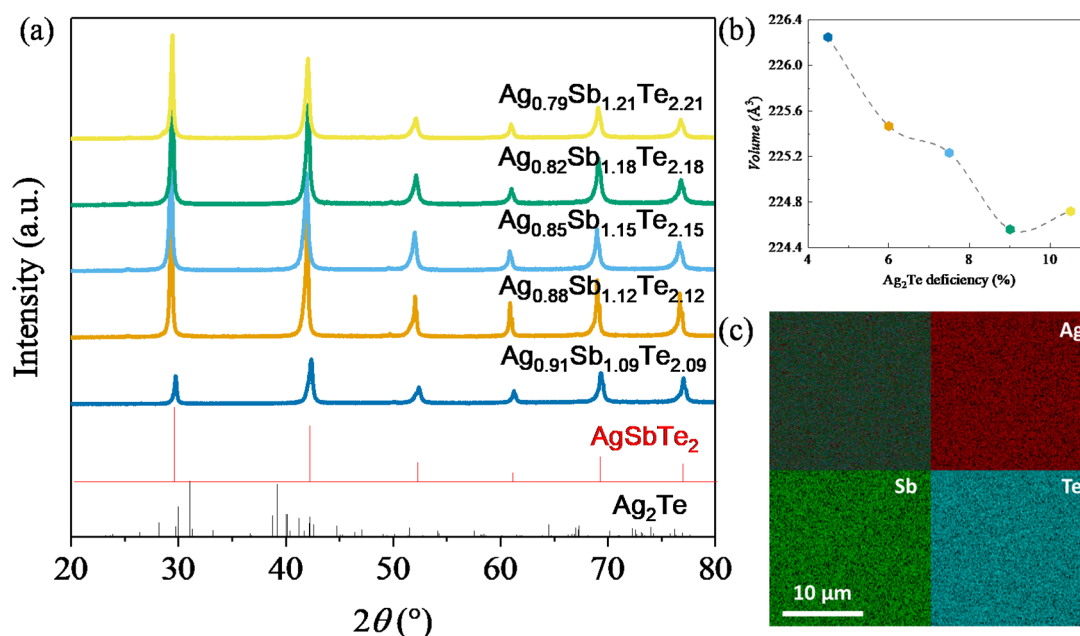 (a)
Intensity (a.u.)
Ag0.79Sb1.21Te2.21
Ag0.82Sb1.18Te2.18
Ag0.85Sb1.15Te2.15
Ag0.88Sb1.12Te2.12
Ag0.91Sb1.09Te2.09
AgSbTe2
Ag2Te
20 30 40 50 60 70 80
2θ (°)
(b)
Volume (Å3)
226.4
226.0
225.6
225.2
224.8
224.4
4 6 8 10
Ag2Te deficiency (%)
(c)
Ag
Sb
Te
10 µm